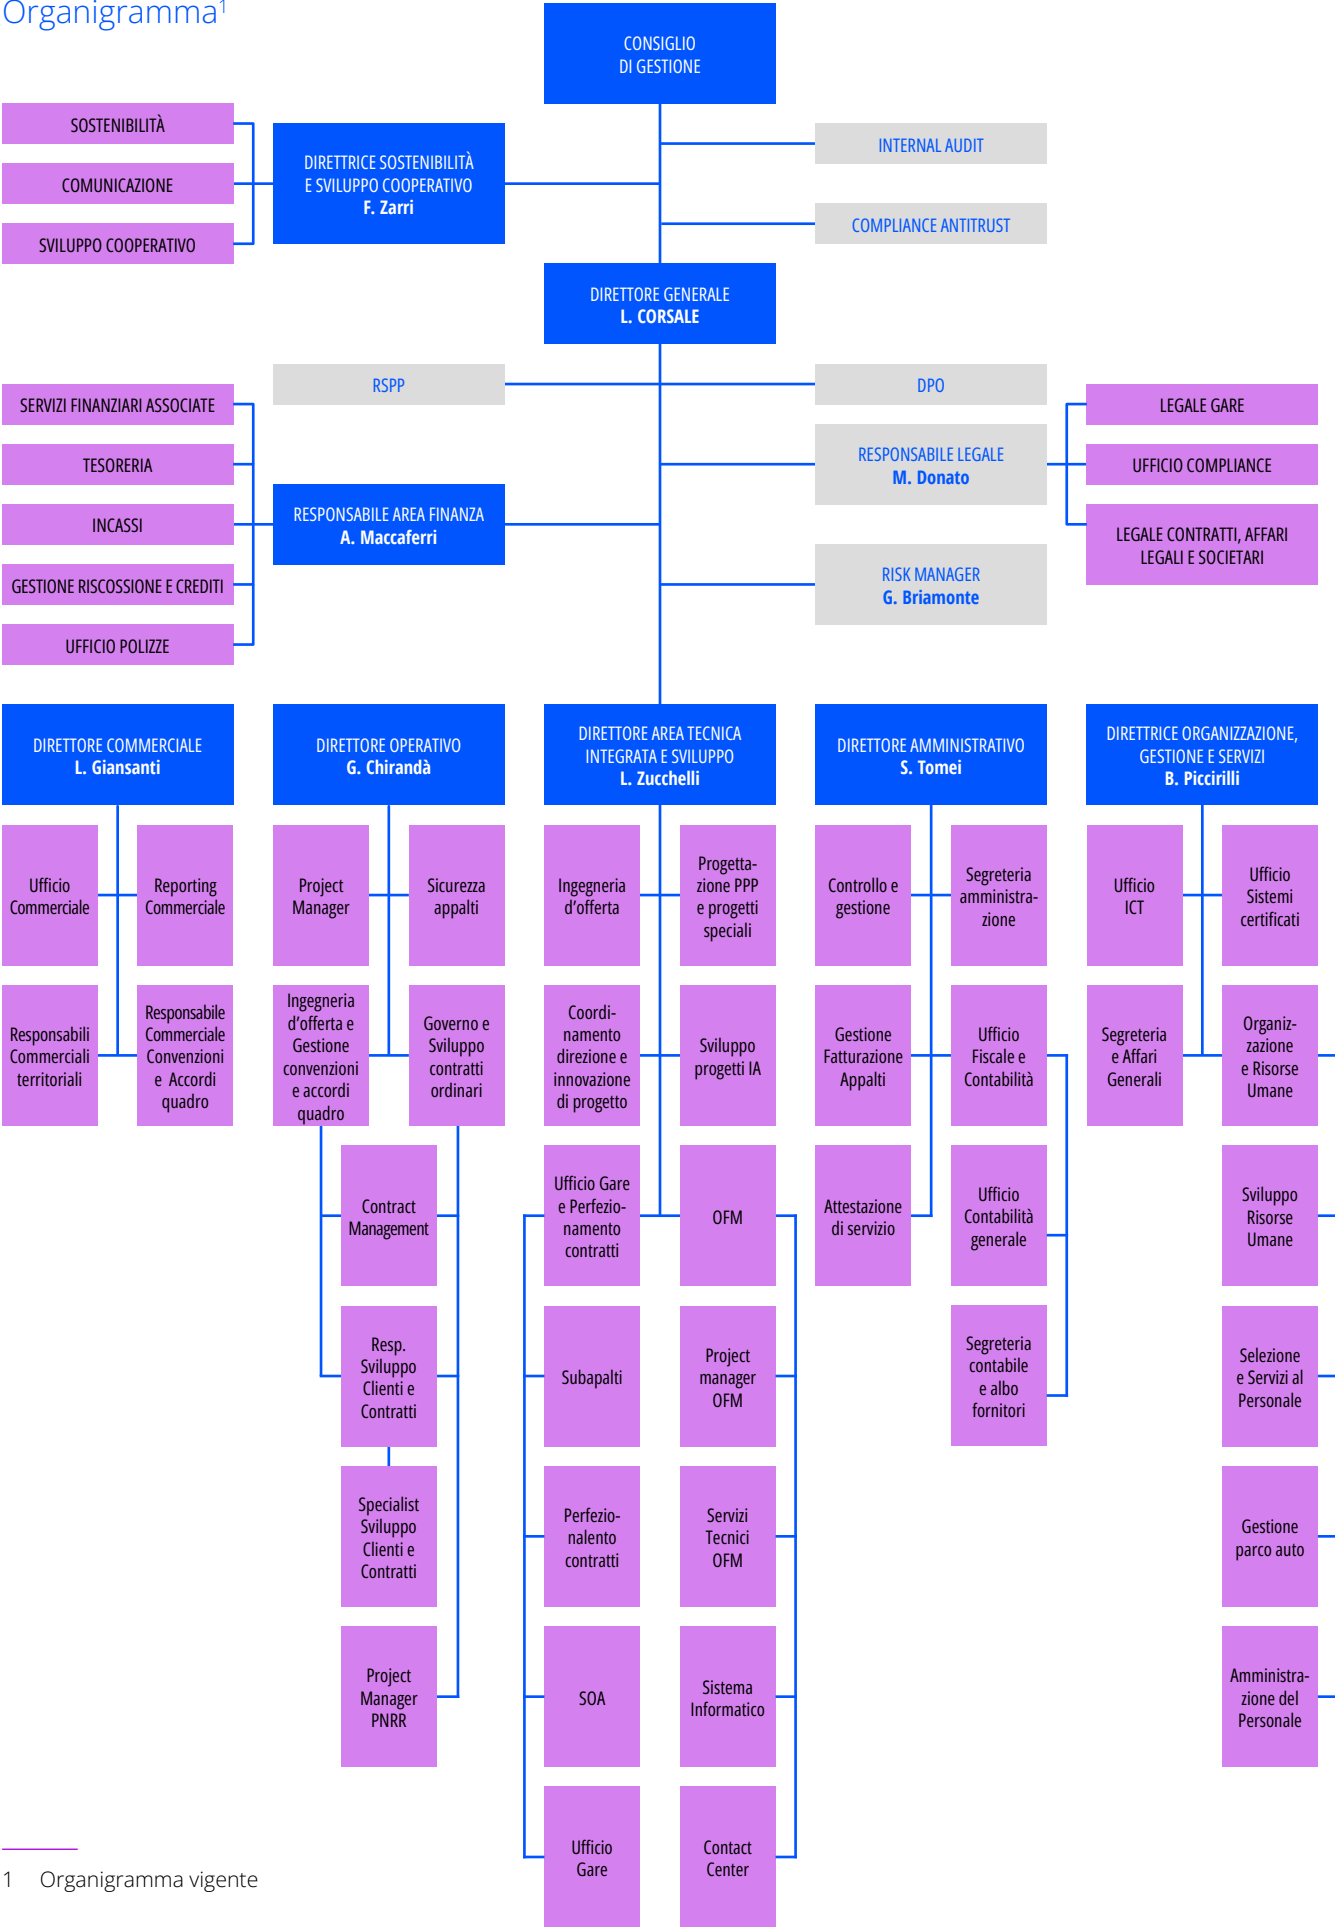 Organigramma¹
CONSIGLIO
DI GESTIONE
SOSTENIBILITÀ
COMUNICAZIONE
SVILUPPO COOPERATIVO
DIRETTRICE SOSTENIBILITÀ
E SVILUPPO COOPERATIVO
F. Zarri
INTERNAL AUDIT
COMPLIANCE ANTITRUST
DIRETTORE GENERALE
L. CORSALE
RSPP
DPO
SERVIZI FINANZIARI ASSOCIATE
TESORERIA
INCASSI
GESTIONE RISCOSSIONE E CREDITI
UFFICIO POLIZZE
RESPONSABILE AREA FINANZA
A. Maccaferri
RESPONSABILE LEGALE
M. Donato
RISK MANAGER
G. Briamonte
LEGALE GARE
UFFICIO COMPLIANCE
LEGALE CONTRATTI, AFFARI
LEGALI E SOCIETARI
DIRETTORE COMMERCIALE
L. Giansanti
Ufficio
Commerciale
Reporting
Commerciale
Responsabili
Commerciali
territoriali
Responsabile
Commerciale
Convenzioni
e Accordi
quadro
DIRETTORE OPERATIVO
G. Chirandà
Project
Manager
Sicurezza
appalti
Ingegneria
d'offerta e
Gestione
convenzioni
e accordi
quadro
Governo e
Sviluppo
contratti
ordinari
Contract
Management
Resp.
Sviluppo
Clienti e
Contratti
Specialist
Sviluppo
Clienti e
Contratti
Project
Manager
PNRR
DIRETTORE AREA TECNICA
INTEGRATA E SVILUPPO
L. Zucchelli
Ingegneria
d'offerta
Progetta-
zione PPP
e progetti
speciali
Coordi-
namento
direzione e
innovazione
di progetto
Sviluppo
progetti IA
Ufficio Gare
e Perfezio-
namento
contratti
OFM
Subapalti
Project
manager
OFM
Perfezio-
nalento
contratti
Servizi
Tecnici
OFM
SOA
Sistema
Informatico
Ufficio
Gare
Contact
Center
DIRETTORE AMMINISTRATIVO
S. Tomei
Controllo e
gestione
Segreteria
amministra-
zione
Gestione
Fatturazione
Appalti
Ufficio
Fiscale e
Contabilità
Attestazione
di servizio
Ufficio
Contabilità
generale
Segreteria
contabile
e albo
fornitori
DIRETTRICE ORGANIZZAZIONE,
GESTIONE E SERVIZI
B. Piccirilli
Ufficio
ICT
Ufficio
Sistemi
certificati
Segreteria
e Affari
Generali
Organiz-
zazione
e Risorse
Umane
Sviluppo
Risorse
Umane
Selezione
e Servizi al
Personale
Gestione
parco auto
Amministra-
zione del
Personale
1 Organigramma vigente